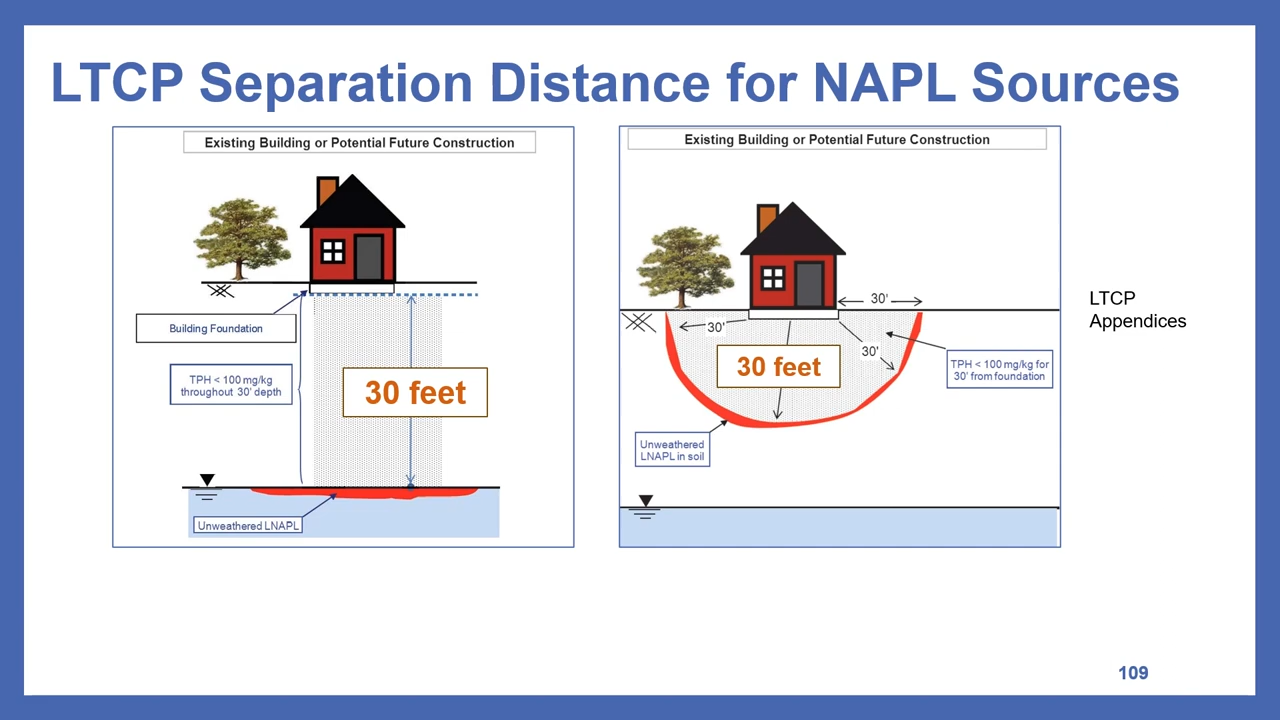 LTCP Separation Distance for NAPL Sources
Existing Building or Potential Future Construction
Building Foundation
TPH < 100 mg/kg
throughout 30' depth
30 feet
Unweathered LNAPL
Existing Building or Potential Future Construction
30'
30'
30'
30 feet
TPH < 100 mg/kg for
30' from foundation
Unweathered
LNAPL in soil
LTCP
Appendices
109